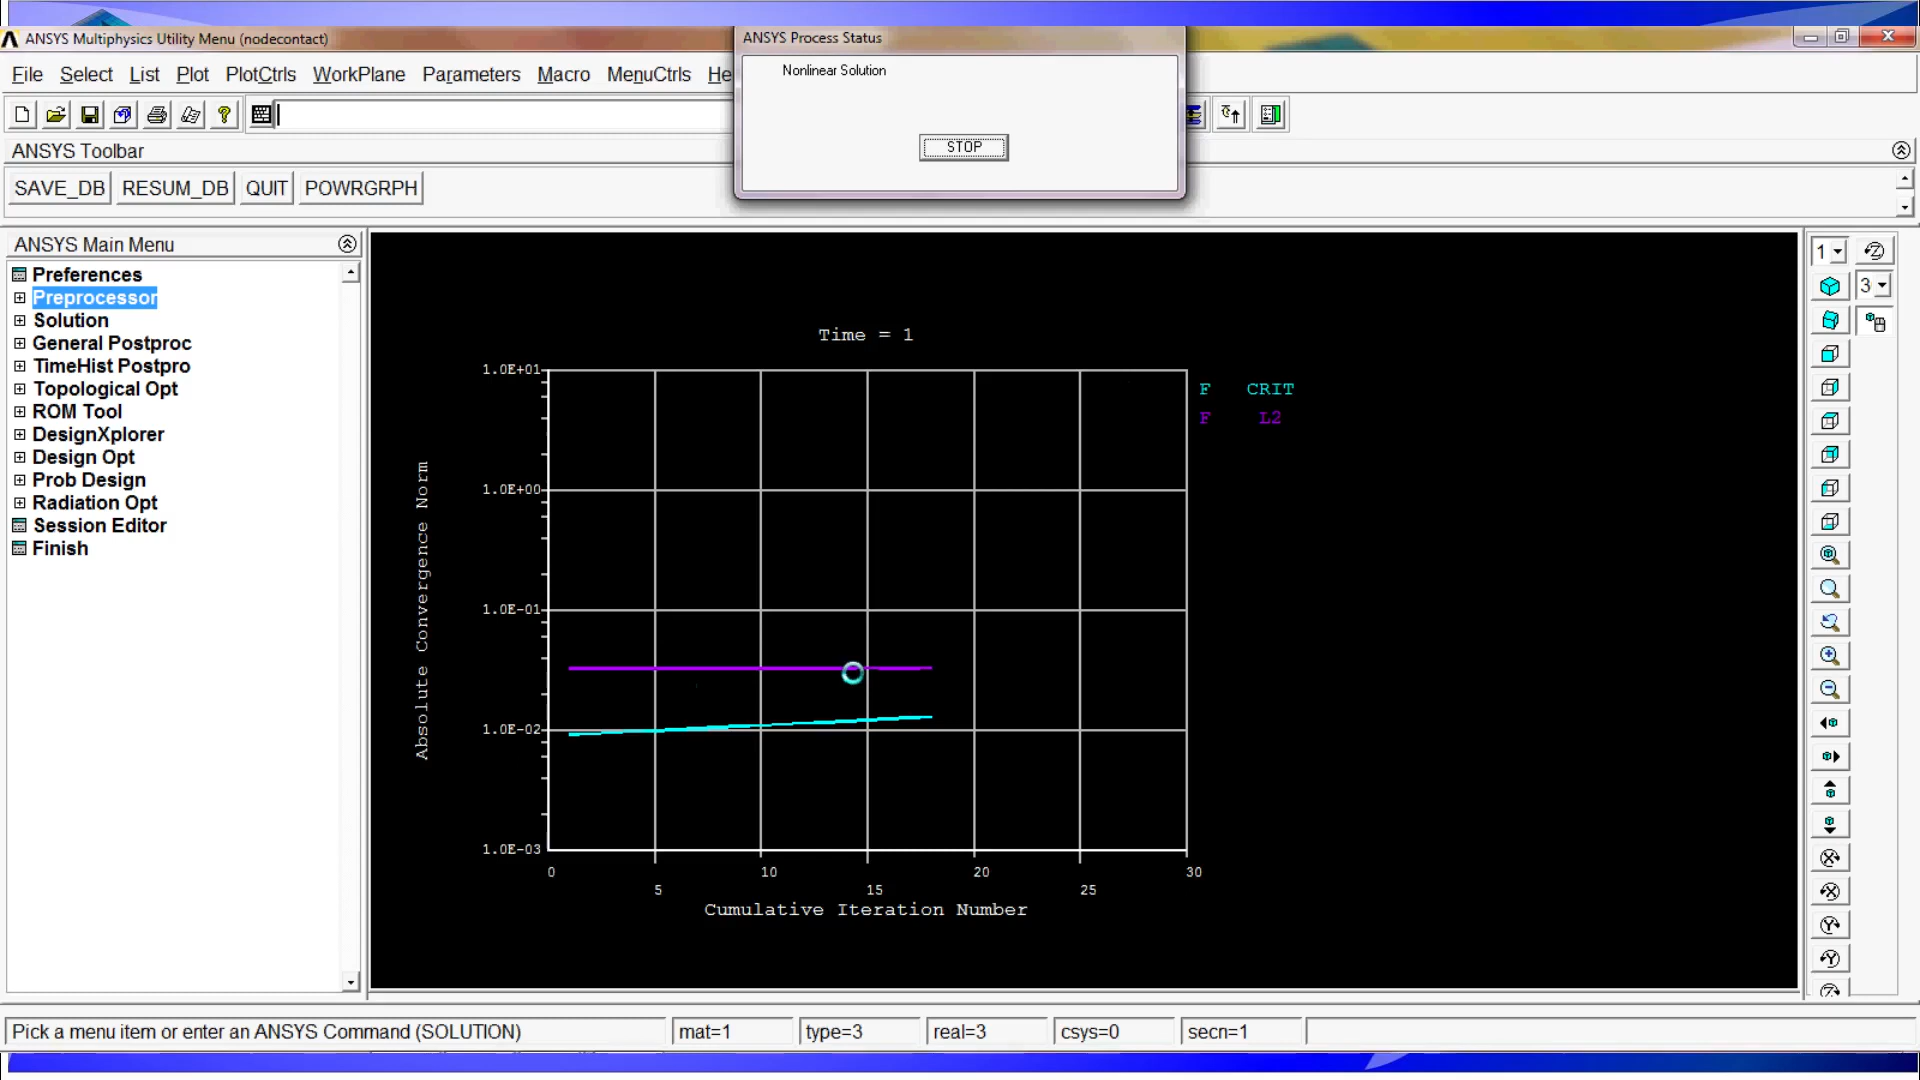 ANSYS Multiphysics Utility Menu (nodecontact)
ANSYS Process Status
File Select List Plot PlotCtrls WorkPlane Parameters Macro MenuCtrls He
Nonlinear Solution
STOP
ANSYS Toolbar
SAVE_DB RESUM_DB QUIT POWRGRPH
ANSYS Main Menu
Preferences
Preprocessor
Solution
General Postproc
TimeHist Postpro
Topological Opt
ROM Tool
DesignXplorer
Design Opt
Prob Design
Radiation Opt
Session Editor
Finish
Time = 1
1.0E+01
1.0E+00
1.0E-01
1.0E-02
1.0E-03
Absolute Convergence Norm
F CRIT
F L2
0 5 10 15 20 25 30
Cumulative Iteration Number
1
3
Pick a menu item or enter an ANSYS Command (SOLUTION) mat=1 type=3 real=3 csys=0 secn=1